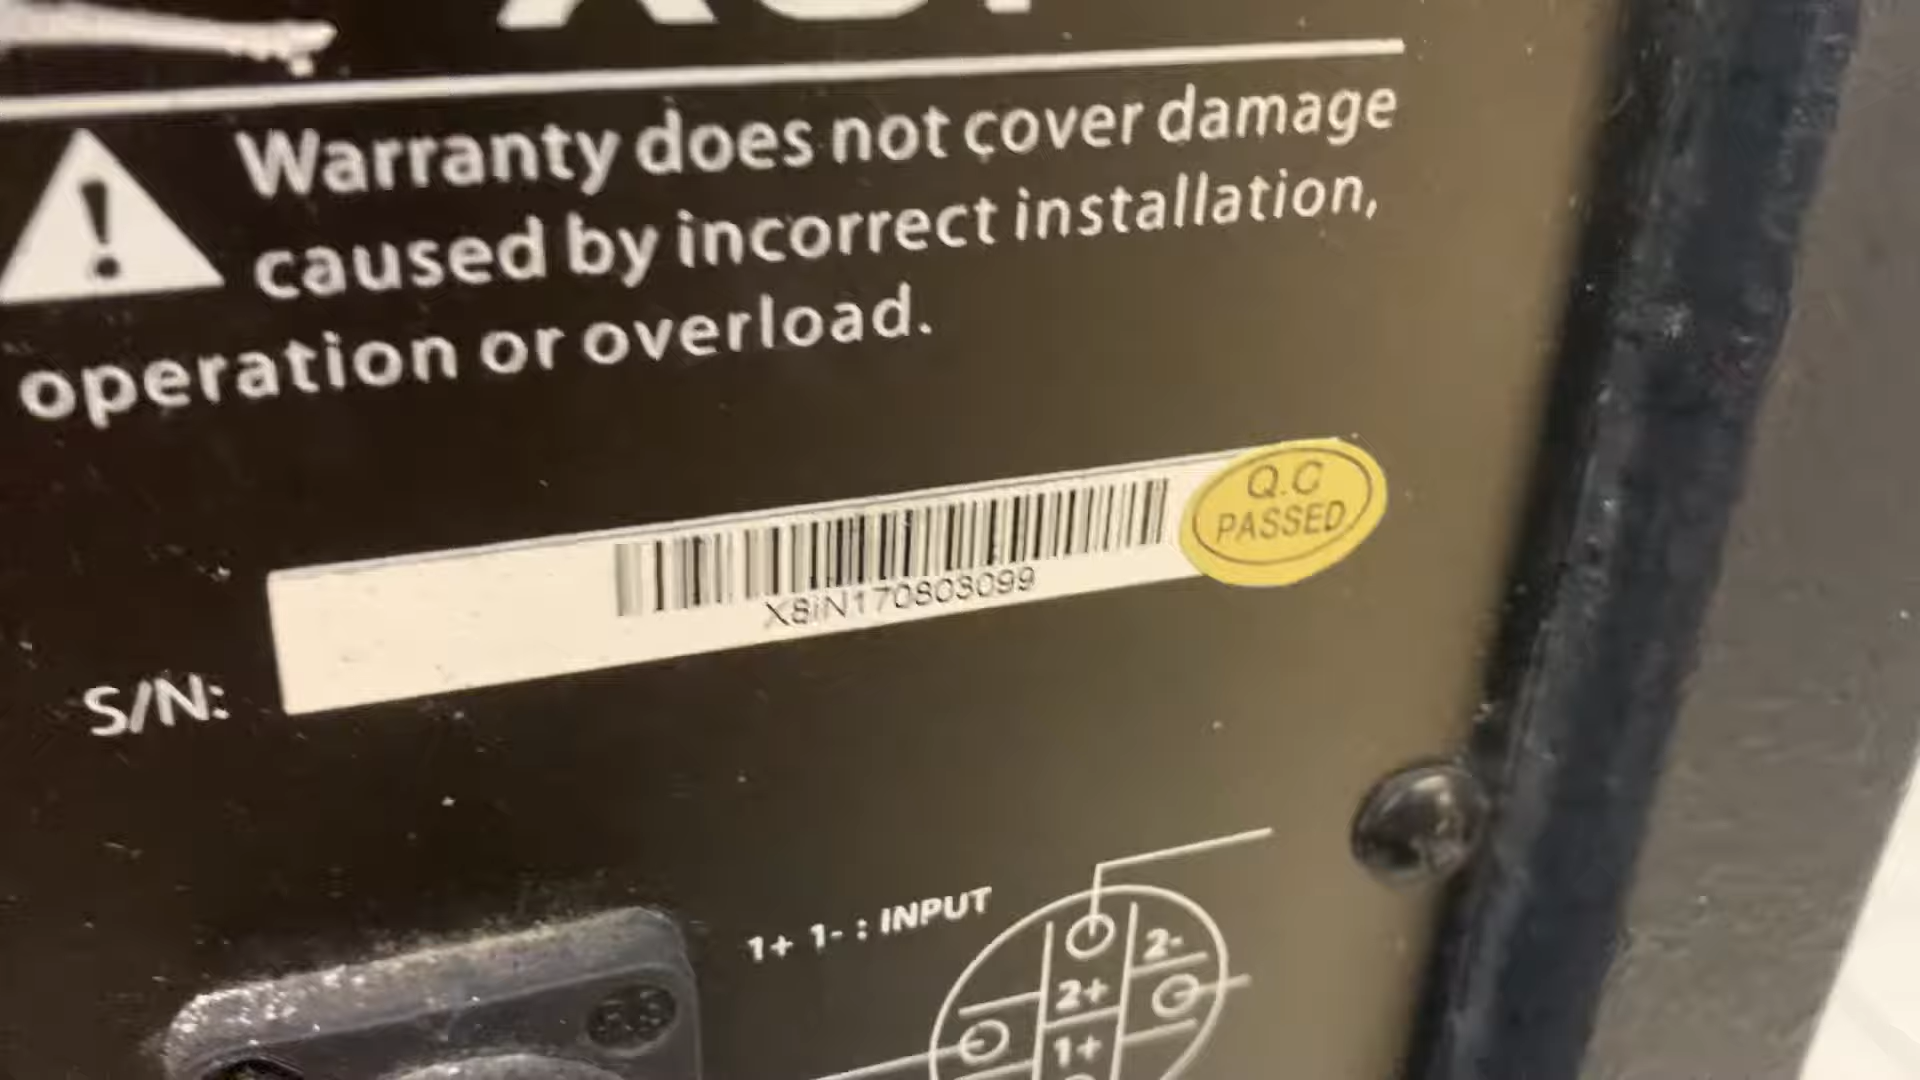 Warranty does not cover damage
caused by incorrect installation,
operation or overload.
Q.C
PASSED
X8iN170803099
S/N:
1+ 1- : INPUT
2-
2+
1+